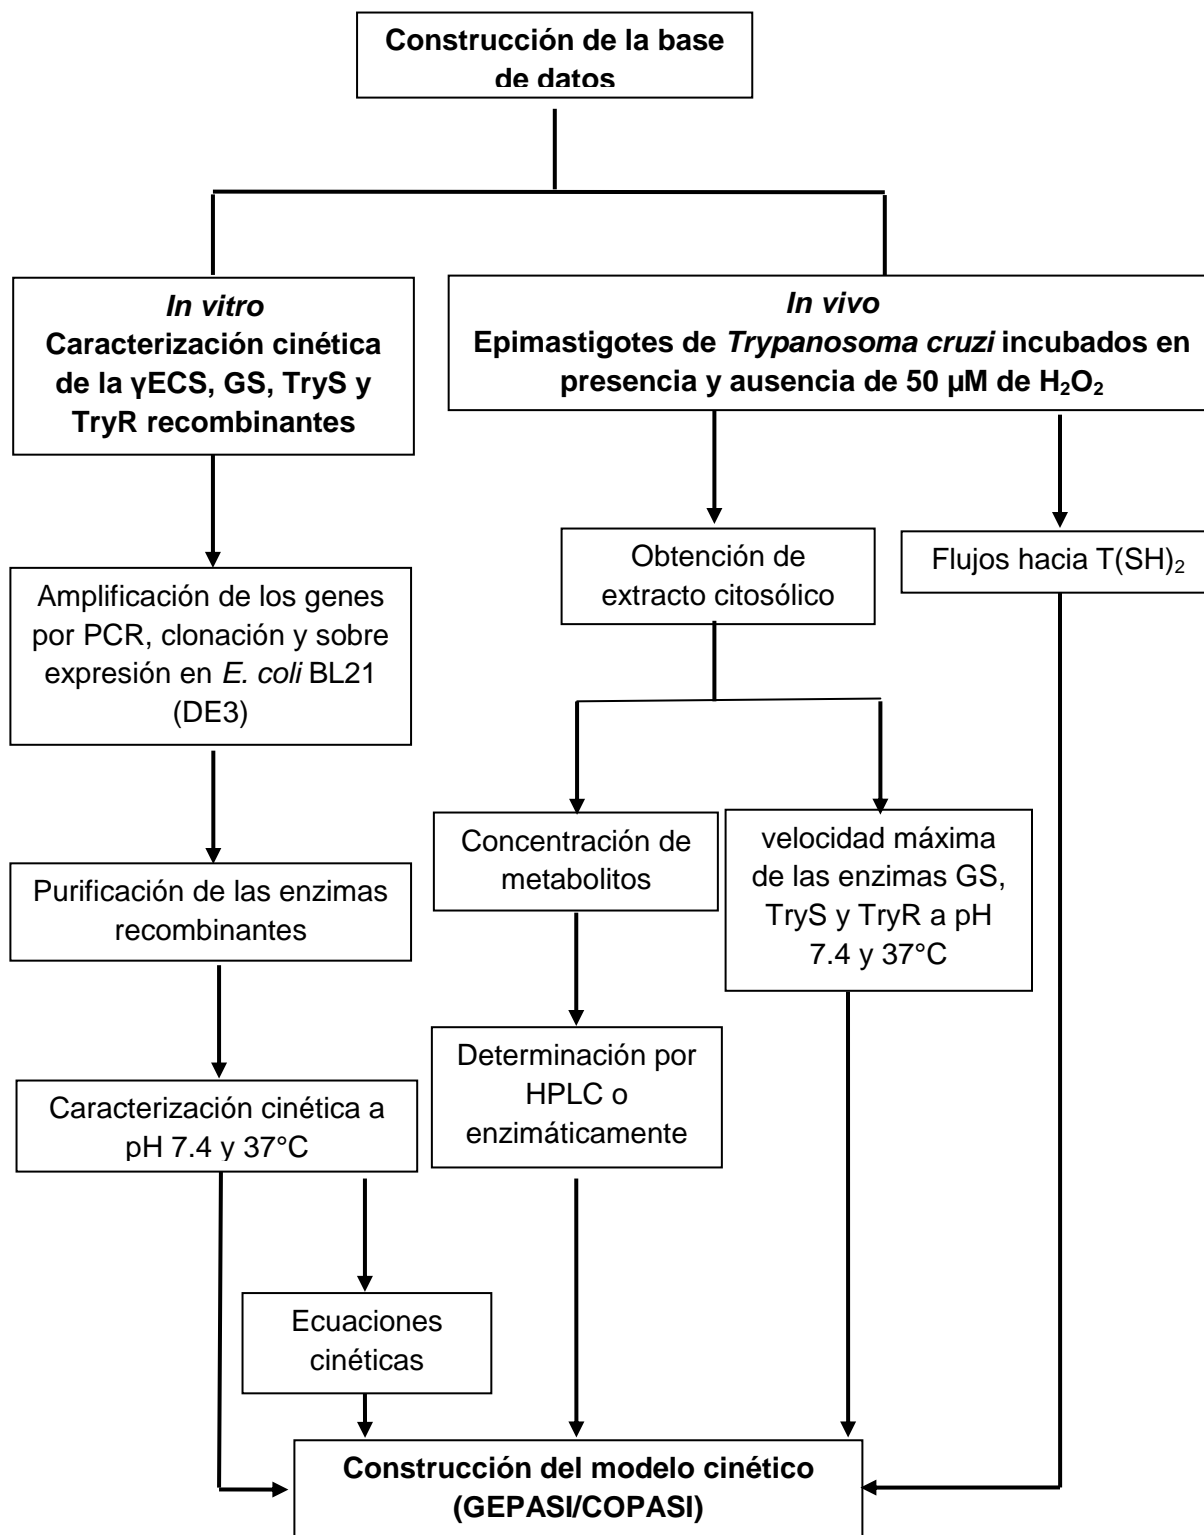 Construcción de la base
de datos
In vitro
Caracterización cinética
de la γECS, GS, TryS y
TryR recombinantes
In vivo
Epimastigotes de Trypanosoma cruzi incubados en
presencia y ausencia de 50 µM de H₂O₂
Amplificación de los genes
por PCR, clonación y sobre
expresión en E. coli BL21
(DE3)
Obtención de
extracto citosólico
Flujos hacia T(SH)₂
Purificación de las enzimas
recombinantes
Concentración de
metabolitos
velocidad máxima
de las enzimas GS,
TryS y TryR a pH
7.4 y 37°C
Caracterización cinética a
pH 7.4 y 37°C
Determinación por
HPLC o
enzimáticamente
Ecuaciones
cinéticas
Construcción del modelo cinético
(GEPASI/COPASI)